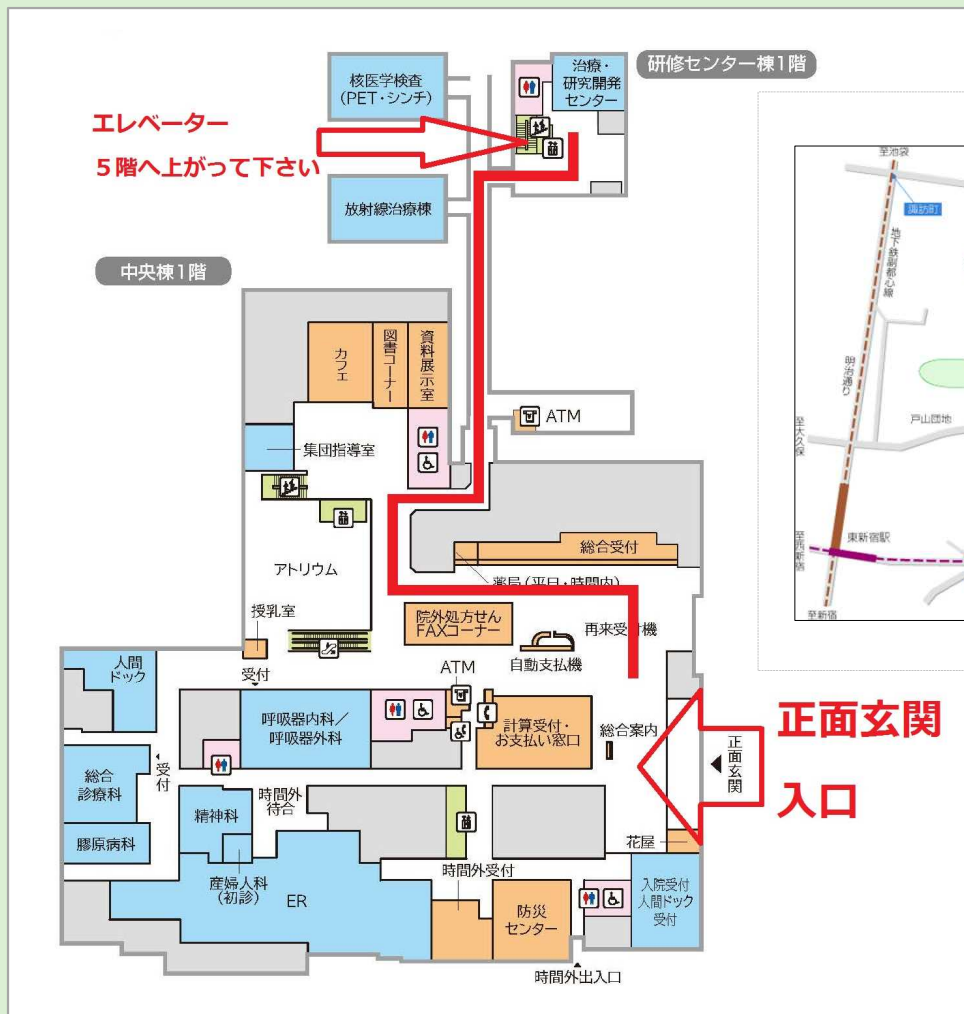 核医学検査
(PET・シンチ)
治療・
研究開発
センター
研修センター棟1階
エレベーター
５階へ上がって下さい
放射線治療棟
中央棟1階
カフェ
図書コーナー
資料展示室
ATM
集団指導室
総合受付
アトリウム
薬局(平日・時間内)
授乳室
院外処方せん
FAXコーナー
再来受付機
自動支払機
人間
ドック
受付
ATM
呼吸器内科／
呼吸器外科
計算受付・
お支払い窓口
総合案内
正面玄関
正面玄関
入口
総合
診療科
受付
時間外
待合
精神科
膠原病科
花屋
産婦人科
(初診)
ER
時間外受付
防災
センター
入院受付
人間ドック
受付
時間外出入口
至池袋
諏訪町
地下鉄副都心線
明治通り
戸山団地
至大久保
東新宿駅
至西新宿
至新宿